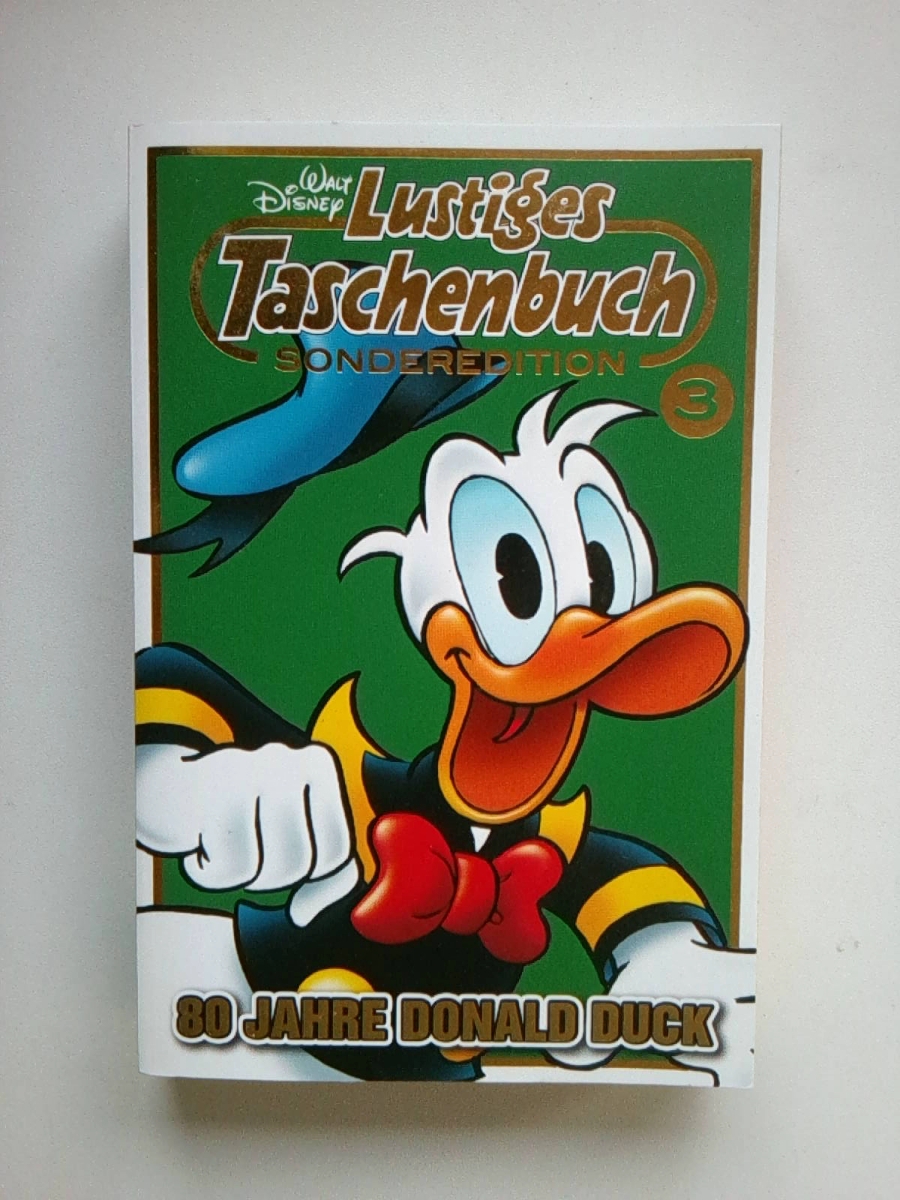 Walt
Disney
Lustiges
Taschenbuch
SONDEREDITION
3
80 JAHRE DONALD DUCK